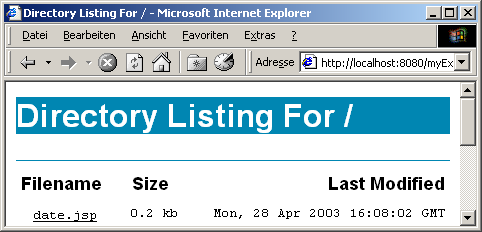 Directory Listing For / - Microsoft Internet Explorer
Datei Bearbeiten Ansicht Favoriten Extras ?
Adresse http://localhost:8080/myEx
Directory Listing For /
Filename Size Last Modified
date.jsp 0.2 kb Mon, 28 Apr 2003 16:08:02 GMT